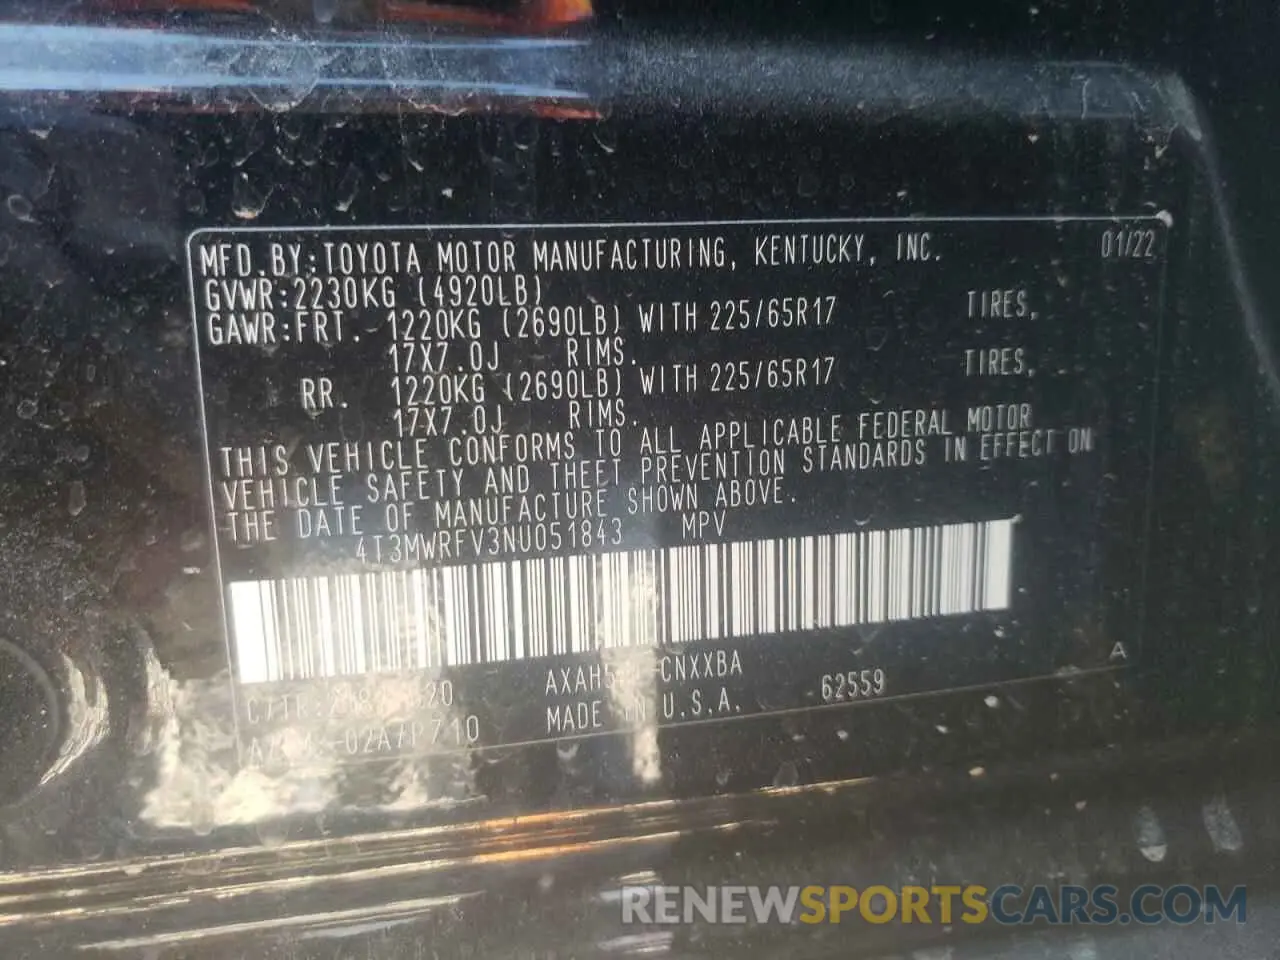 MFD.BY:TOYOTA MOTOR MANUFACTURING, KENTUCKY, INC. 01/22
GVWR:2230KG (4920LB)
GAWR:FRT. 1220KG (2690LB) WITH 225/65R17 TIRES,
17X7.0J RIMS.
RR. 1220KG (2690LB) WITH 225/65R17 TIRES,
17X7.0J RIMS.
THIS VEHICLE CONFORMS TO ALL APPLICABLE FEDERAL MOTOR
VEHICLE SAFETY AND THEFT PREVENTION STANDARDS IN EFFECT ON
THE DATE OF MANUFACTURE SHOWN ABOVE.
4T3MWRFV3NU051843 MPV
CNXXBA A
MADE IN U.S.A. 62559
RENEWSPORTSCARS.COM